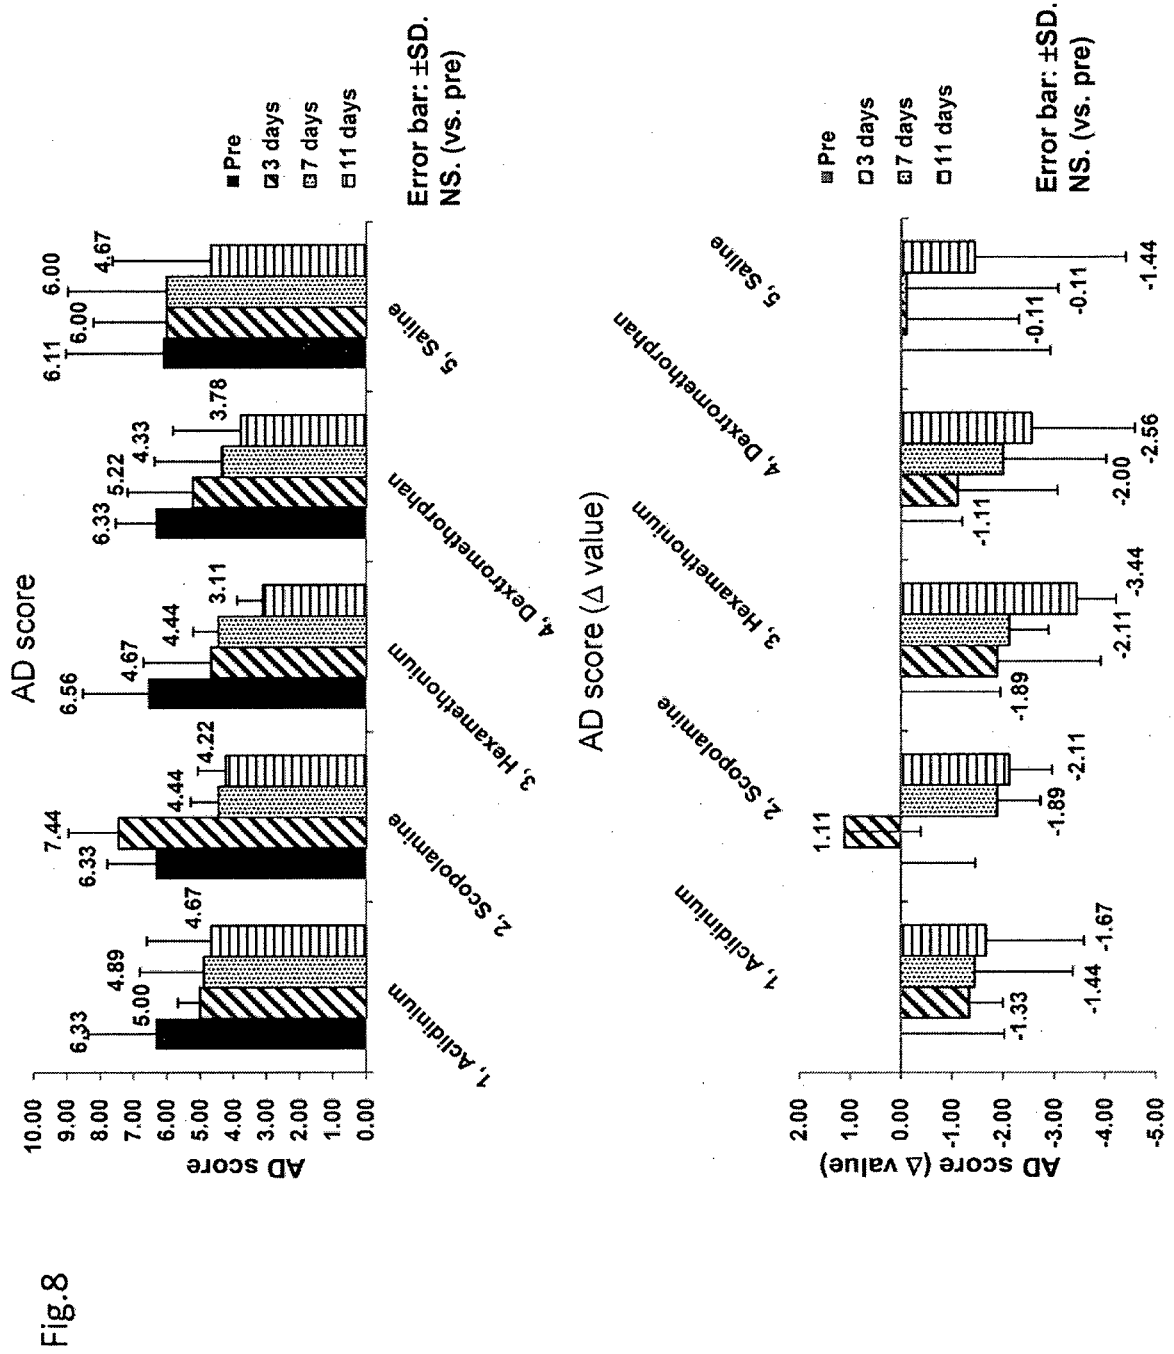 Fig.8
AD score
AD score
10.00
9.00
8.00
7.00
6.00
5.00
4.00
3.00
2.00
1.00
0.00
6.33
5.00
4.89
4.67
6.33
7.44
4.44
4.22
6.56
4.67
4.44
3.11
6.33
5.22
4.33
3.78
6.11
6.00
6.00
4.67
1, Aclidinium
2, Scopolamine
3, Hexamethonium
4, Dextromethorphan
5, Saline
Pre
3 days
7 days
11 days
Error bar: ±SD.
NS. (vs. pre)
AD score (Δ value)
AD score (Δ value)
2.00
1.00
0.00
-1.00
-2.00
-3.00
-4.00
-5.00
1, Aclidinium
2, Scopolamine
3, Hexamethonium
4, Dextromethorphan
5, Saline
-1.33
-1.44
-1.67
1.11
-1.89
-2.11
-1.89
-2.11
-3.44
-1.11
-2.00
-2.56
-0.11
-0.11
-1.44
Pre
3 days
7 days
11 days
Error bar: ±SD.
NS. (vs. pre)